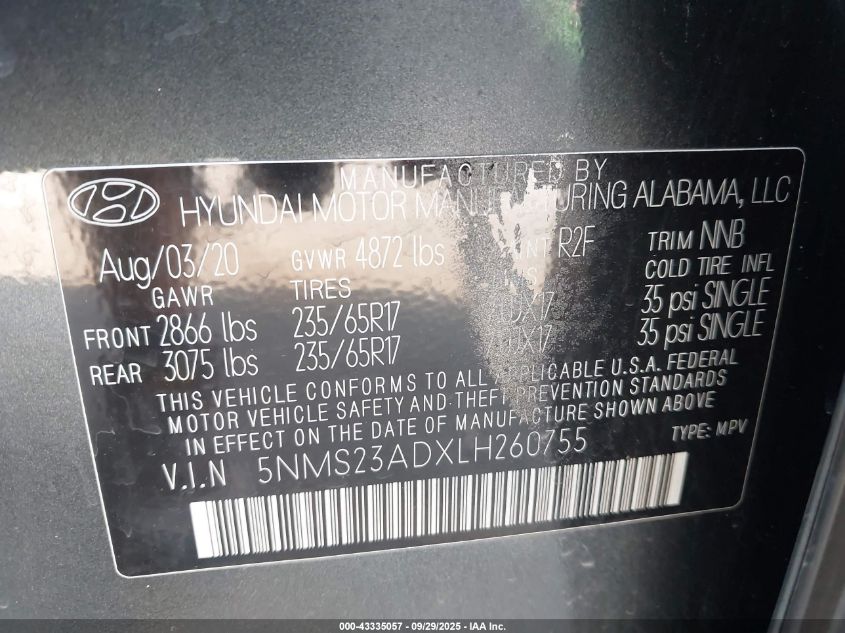 MANUFACTURED BY
HYUNDAI MOTOR MANUFACTURING ALABAMA, LLC
Aug/03/20 GVWR 4872 lbs R2F TRIM NNB
GAWR TIRES COLD TIRE INFL
FRONT 2866 lbs 235/65R17 35 psi SINGLE
REAR 3075 lbs 235/65R17 35 psi SINGLE
THIS VEHICLE CONFORMS TO ALL APPLICABLE U.S.A. FEDERAL
MOTOR VEHICLE SAFETY AND THEFT PREVENTION STANDARDS
IN EFFECT ON THE DATE OF MANUFACTURE SHOWN ABOVE
V.I.N 5NMS23ADXLH260755 TYPE: MPV
000-43335057 - 09/29/2025 - IAA Inc.